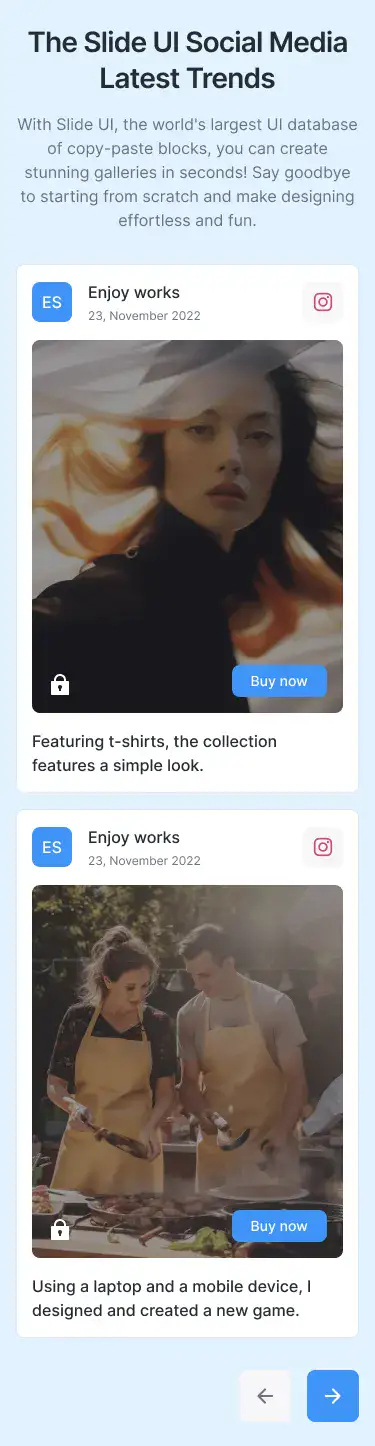 The Slide UI Social Media
Latest Trends
With Slide UI, the world's largest UI database
of copy-paste blocks, you can create
stunning galleries in seconds! Say goodbye
to starting from scratch and make designing
effortless and fun.
ES
Enjoy works
23, November 2022
Buy now
Featuring t-shirts, the collection
features a simple look.
ES
Enjoy works
23, November 2022
Buy now
Using a laptop and a mobile device, I
designed and created a new game.